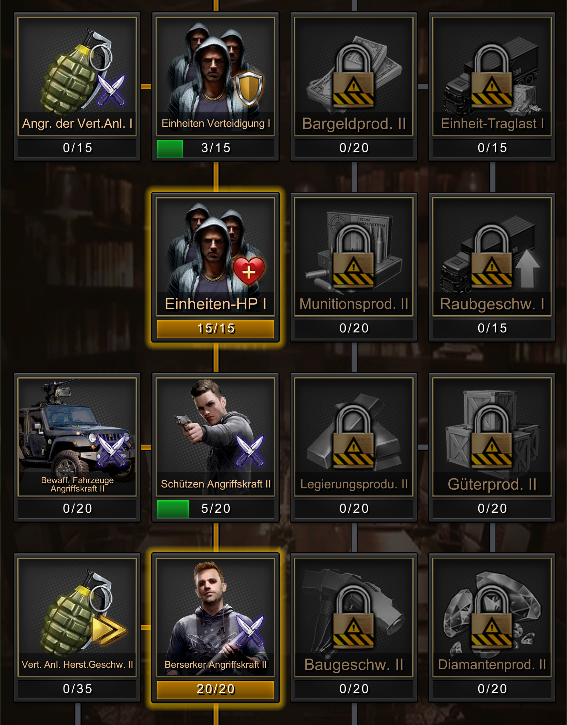 Angr. der Vert.Anl. I
Einheiten Verteidigung I
Bargeldprod. II
Einheit-Traglast I
0/15
3/15
0/20
0/15
Einheiten-HP I
Munitionsprod. II
Raubgeschw. I
15/15
0/20
0/15
Bewaff. Fahrzeuge
Angriffskraft II
Schützen Angriffskraft II
Legierungsprodu. II
Güterprod. II
0/20
5/20
0/20
0/20
Vert. Anl. Herst.Geschw. II
Berserker Angriffskraft II
Baugeschw. II
Diamantenprod. II
0/35
20/20
0/20
0/20